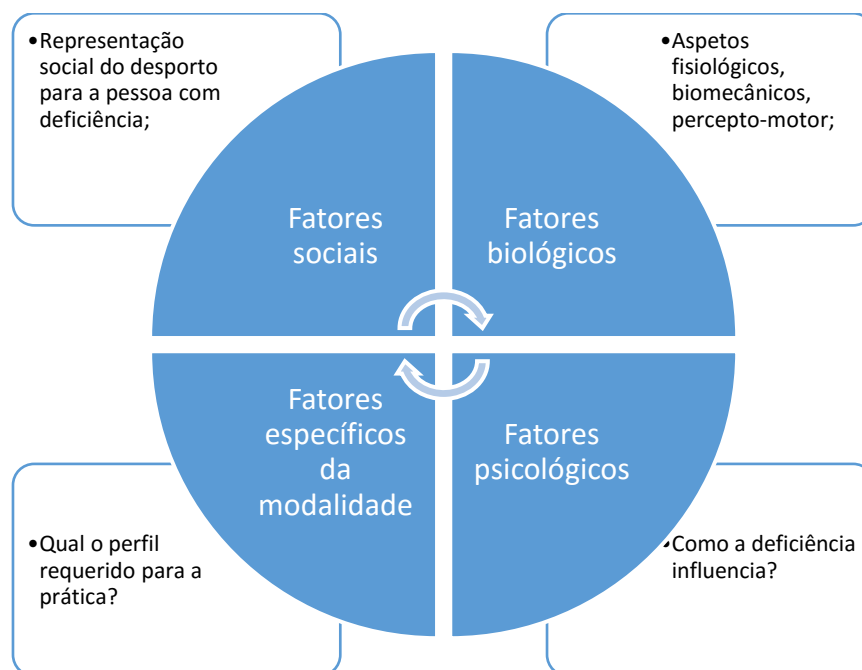 •Representação
social do desporto
para a pessoa com
deficiência;
•Aspetos
fisiológicos,
biomecânicos,
percepto-motor;
Fatores
sociais
Fatores
biológicos
Fatores
específicos
da
modalidade
Fatores
psicológicos
•Qual o perfil
requerido para a
prática?
•Como a deficiência
influencia?